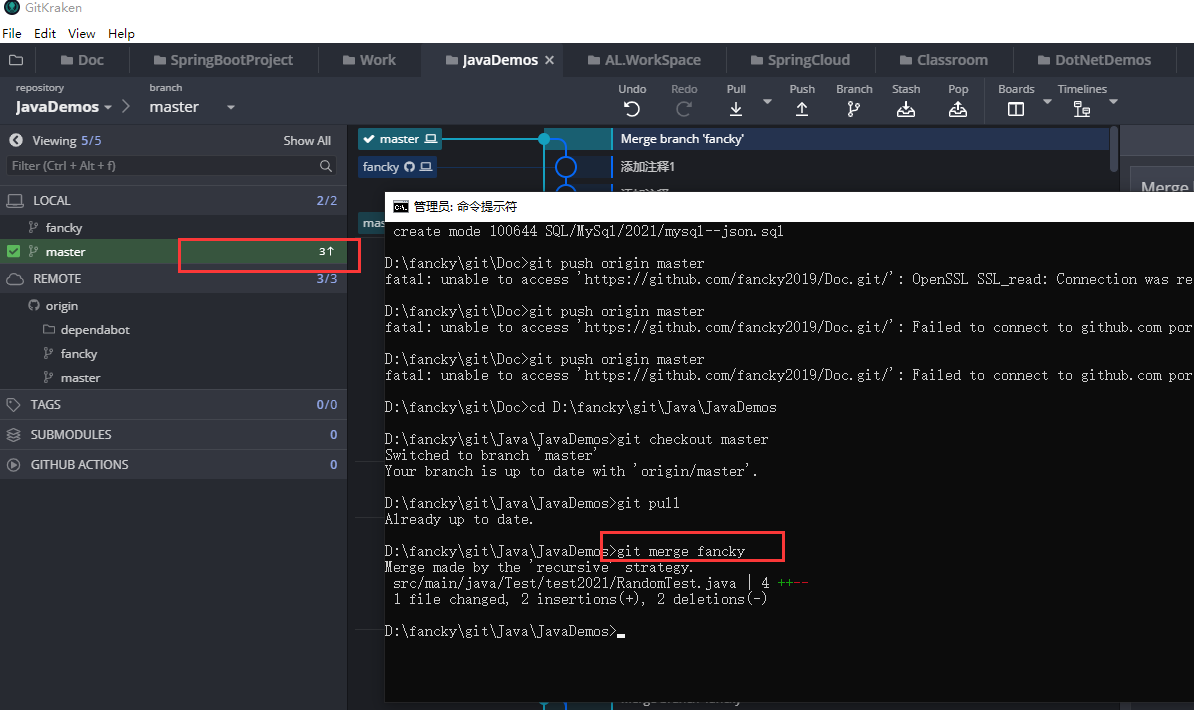 GitKraken
File Edit View Help
Doc SpringBootProject Work JavaDemos AL.WorkSpace SpringCloud Classroom DotNetDemos
repository branch
JavaDemos master
Undo Redo Pull Push Branch Stash Pop Boards Timelines
Viewing 5/5 Show All
Filter (Ctrl + Alt + f)
LOCAL 2/2
fancky
master 3↑
REMOTE 3/3
origin
dependabot
fancky
master
TAGS 0/0
SUBMODULES 0
GITHUB ACTIONS 0
master Merge branch 'fancky'
fancky 添加注释1
mas
Merge
管理员: 命令提示符
create mode 100644 SQL/MySql/2021/mysql--json.sql
D:\fancky\git\Doc>git push origin master
fatal: unable to access 'https://github.com/fancky2019/Doc.git/': OpenSSL SSL_read: Connection was re
D:\fancky\git\Doc>git push origin master
fatal: unable to access 'https://github.com/fancky2019/Doc.git/': Failed to connect to github.com por
D:\fancky\git\Doc>git push origin master
fatal: unable to access 'https://github.com/fancky2019/Doc.git/': Failed to connect to github.com por
D:\fancky\git\Doc>cd D:\fancky\git\Java\JavaDemos
D:\fancky\git\Java\JavaDemos>git checkout master
Switched to branch 'master'
Your branch is up to date with 'origin/master'.
D:\fancky\git\Java\JavaDemos>git pull
Already up to date.
D:\fancky\git\Java\JavaDemos>git merge fancky
Merge made by the 'recursive' strategy.
src/main/java/Test/test2021/RandomTest.java | 4 ++--
1 file changed, 2 insertions(+), 2 deletions(-)
D:\fancky\git\Java\JavaDemos>